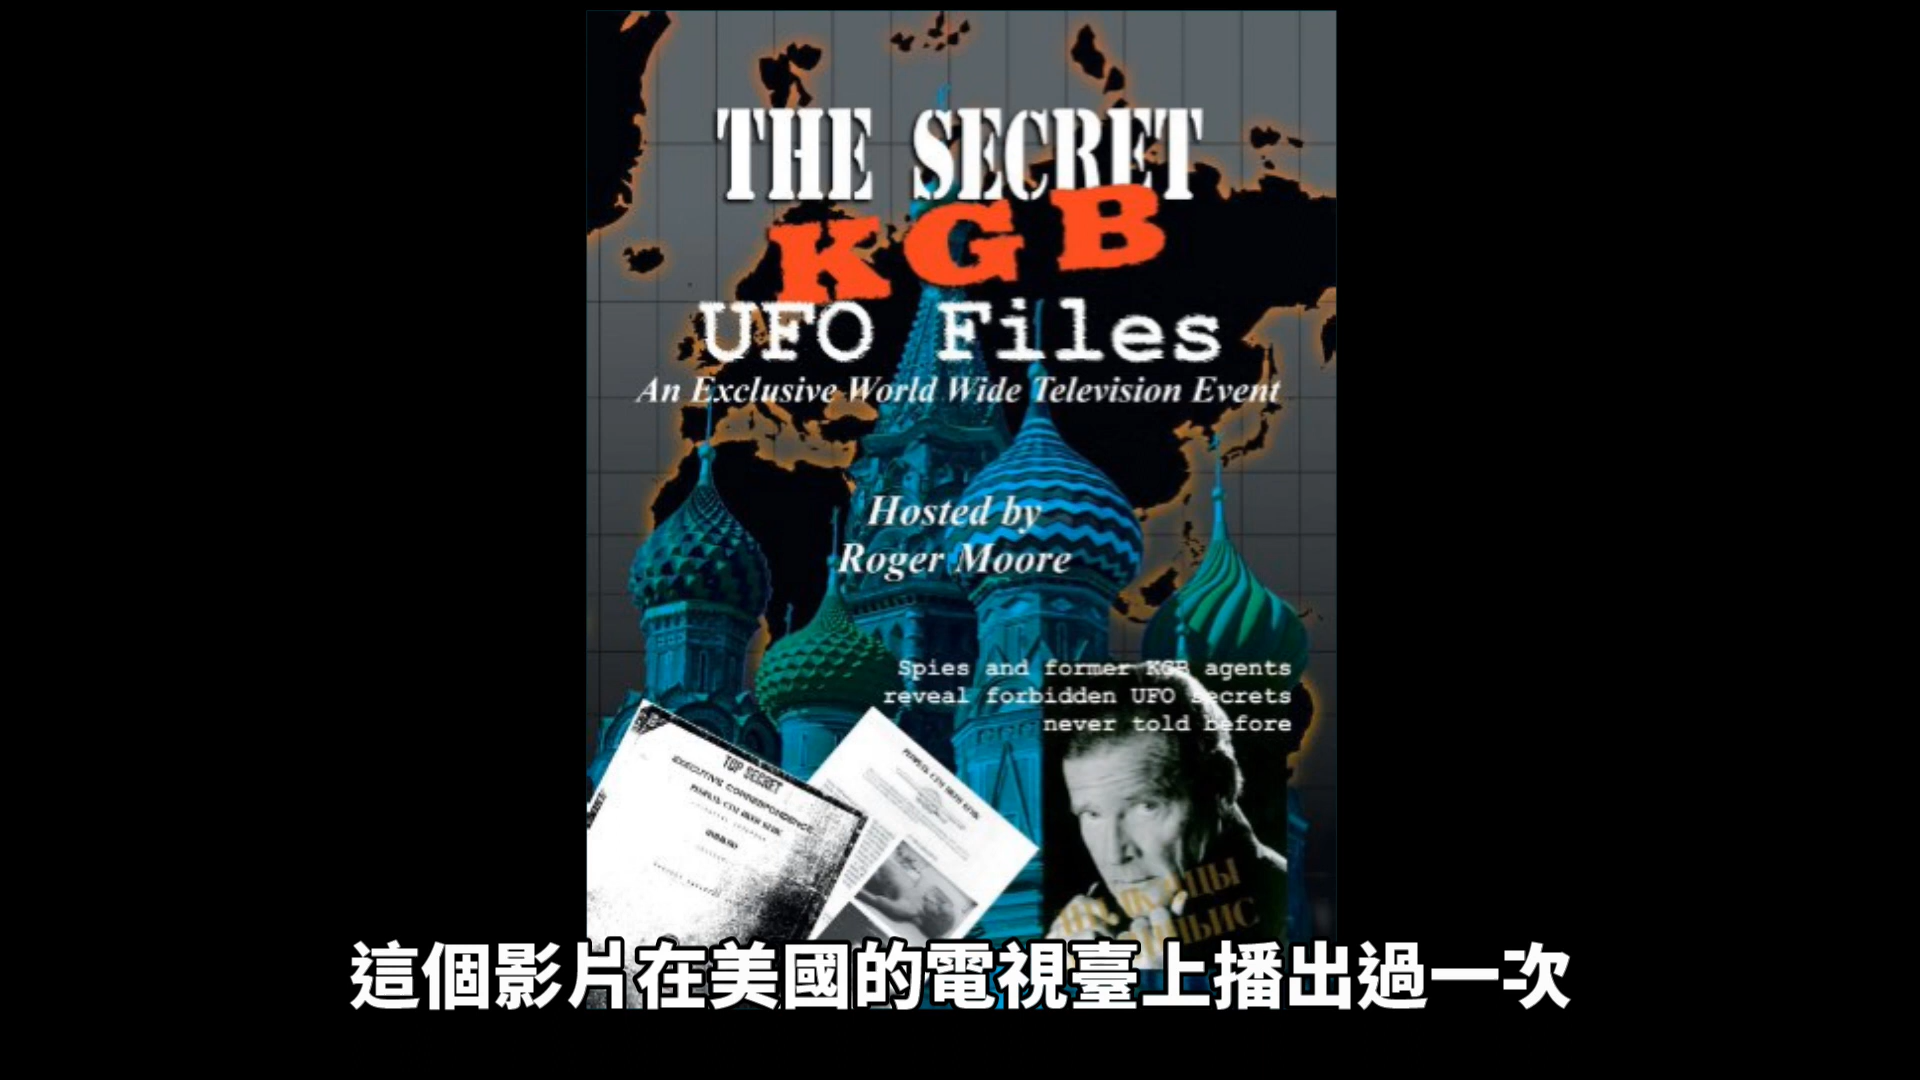 THE SECRET
KGB
UFO Files
An Exclusive World Wide Television Event
Hosted by
Roger Moore
Spies and former KGB agents
reveal forbidden UFO secrets
never told before
TOP SECRET
EXECUTIVE CORRESPONDENCE
這個影片在美國的電視臺上播出過一次